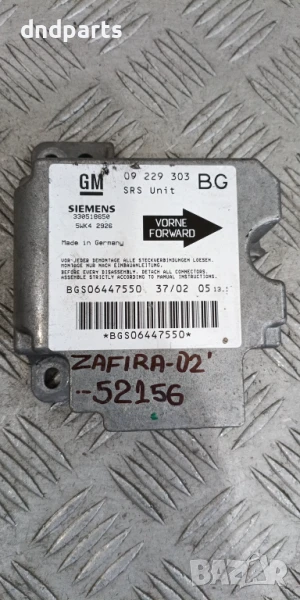 dndparts
GM
09 229 303
SRS Unit
BG
SIEMENS
330518650
5WK4 2926
VORNE
FORWARD
Made in Germany
VOR JEDER DEMONTAGE ALLE STECKVERBINDUNGEN LOESEN.
MONTAGE NUR NACH EINBAUANLEITUNG.
BEFORE EVERY DISASSEMBLY. DETACH ALL CONNECTORS.
ASSEMBLE STRICTLY ACCORDING TO MANUAL INSTRUCTIONS.
BGS06447550 37/02 05
*BGS06447550*
ZAFIRA-02'
-52156
BAZAR